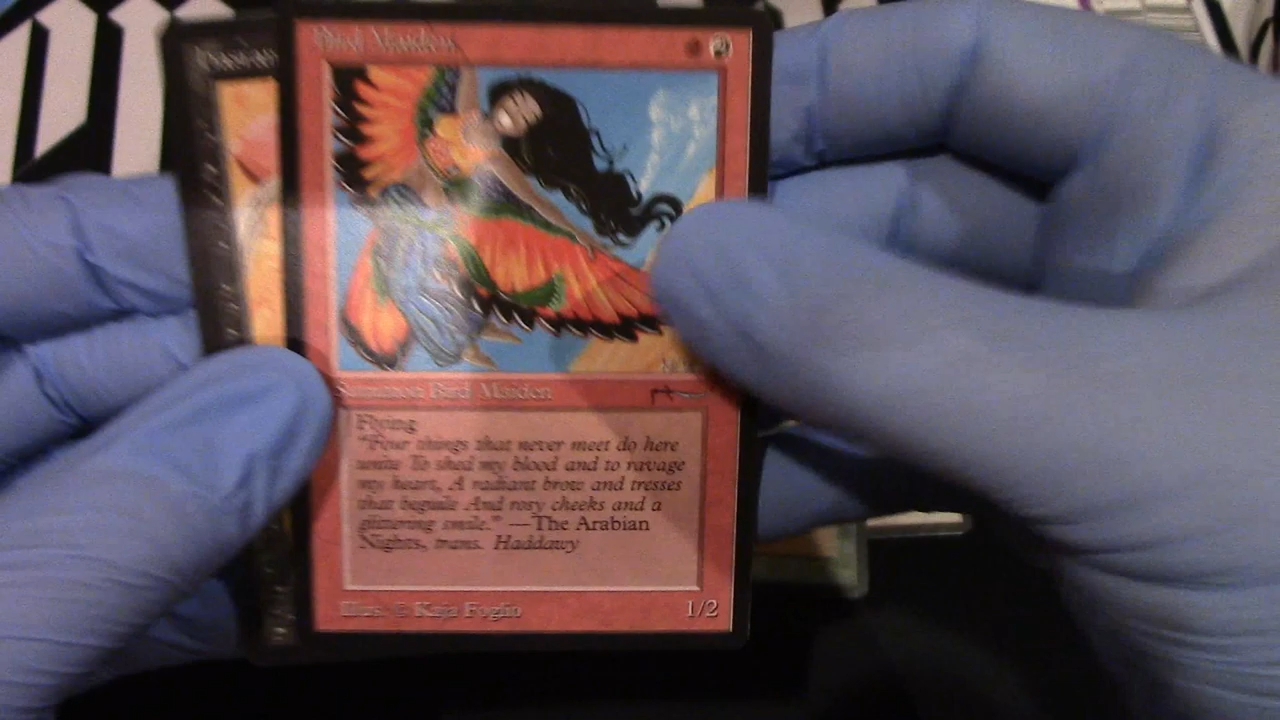 Bird Maiden
2
Summon Bird Maiden
Flying
"Four things that never meet do here
unite To shed my blood and to ravage
my heart, A radiant brow and tresses
that beguile And rosy cheeks and a
glittering smile." —The Arabian
Nights, trans. Haddawy
Illus. © Kaja Foglio
1/2